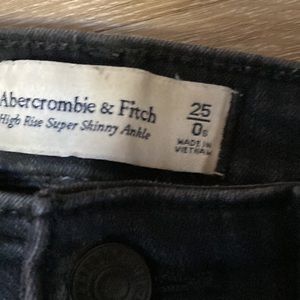 Abercrombie & Fitch
High Rise Super Skinny Ankle
25
0s
MADE IN
VIETNAM